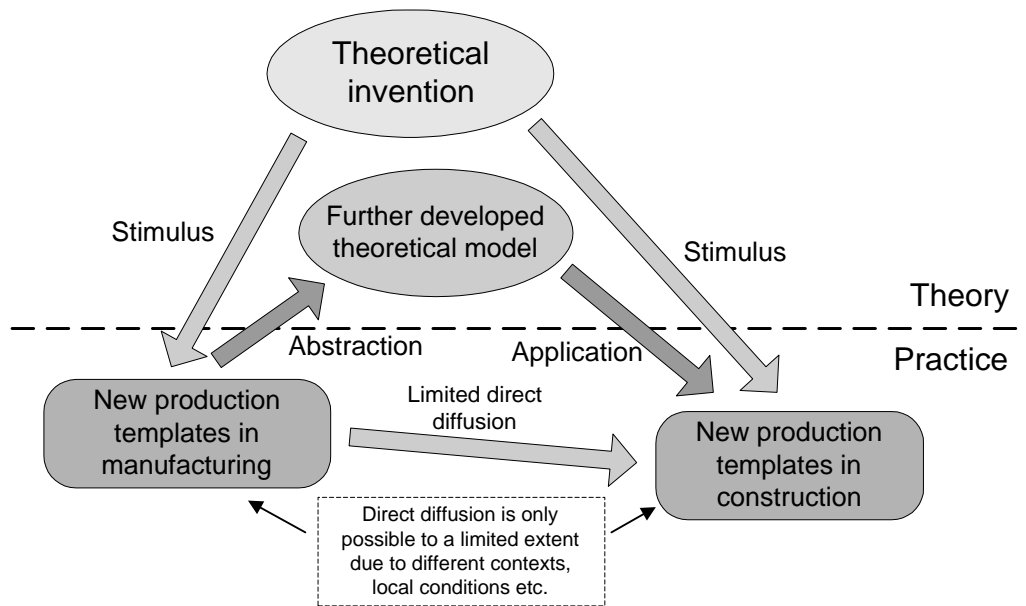 Theoretical
invention
Further developed
theoretical model
Stimulus
Stimulus
Theory
Abstraction
Application
Practice
New production
templates in
manufacturing
Limited direct
diffusion
New production
templates in
construction
Direct diffusion is only
possible to a limited extent
due to different contexts,
local conditions etc.